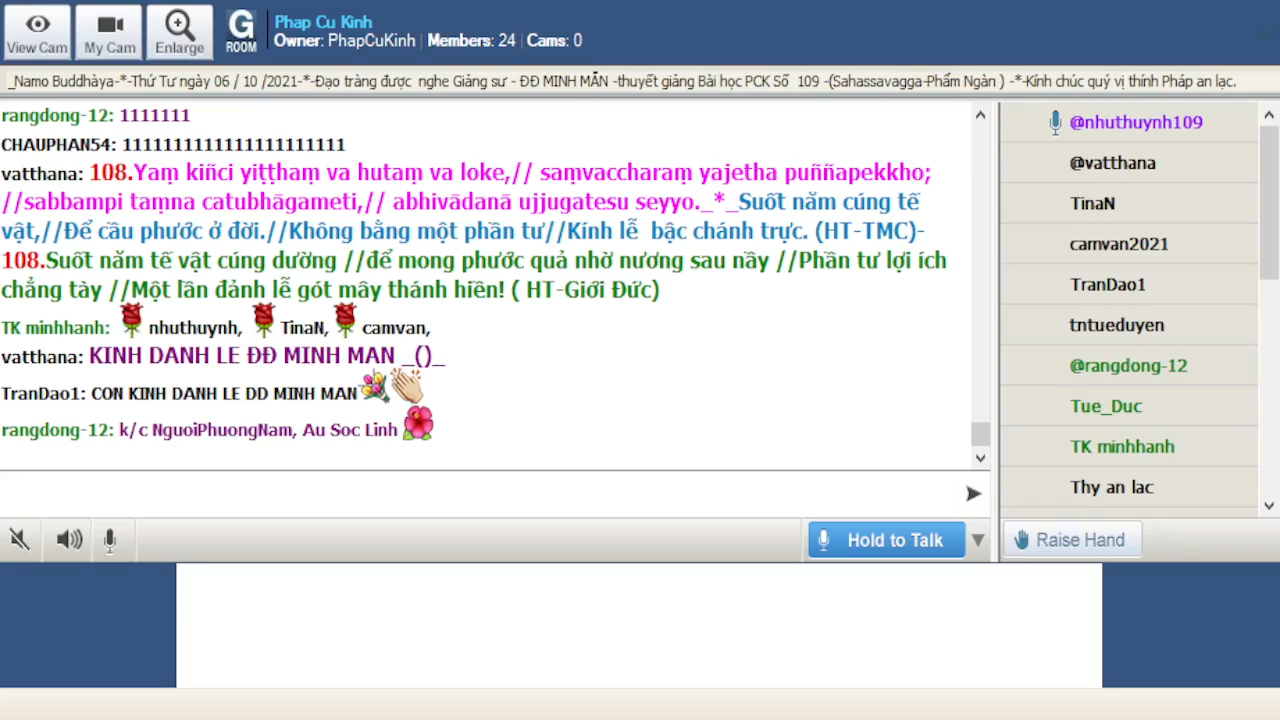 View Cam
My Cam
Enlarge
G
ROOM
Phap Cu Kinh
Owner: PhapCuKinh | Members: 24 | Cams: 0
_Namo Buddhàya-*-Thứ Tư ngày 06 / 10 /2021-*-Đạo tràng được nghe Giảng sư - ĐĐ MINH MẪN -thuyết giảng Bài học PCK Số 109 -(Sahassavagga-Phẩm Ngàn ) -*-Kính chúc quý vị thính Pháp an lạc.
rangdong-12: 1111111
CHAUPHAN54: 1111111111111111111111
vatthana: 108.Yaṃ kiñci yiṭṭhaṃ va hutaṃ va loke,// saṃvaccharaṃ yajetha puññapekkho;
//sabbampi taṃna catubhāgameti,// abhivādanā ujjugatesu seyyo._*_Suốt năm cúng tế
vật,//Để cầu phước ở đời.//Không bằng một phần tư//Kính lễ bậc chánh trực. (HT-TMC)-
108.Suốt năm tế vật cúng dường //để mong phước quả nhờ nương sau nầy //Phần tư lợi ích
chẳng tày //Một lần đảnh lễ gót mây thánh hiền! ( HT-Giới Đức)
TK minhhanh: nhuthuynh, TinaN, camvan,
vatthana: KINH DANH LE ĐĐ MINH MAN _()_
TranDao1: CON KINH DANH LE DD MINH MAN
rangdong-12: k/c NguoiPhuongNam, Au Soc Linh
@nhuthuynh109
@vatthana
TinaN
camvan2021
TranDao1
tntueduyen
@rangdong-12
Tue_Duc
TK minhhanh
Thy an lac
Hold to Talk
Raise Hand